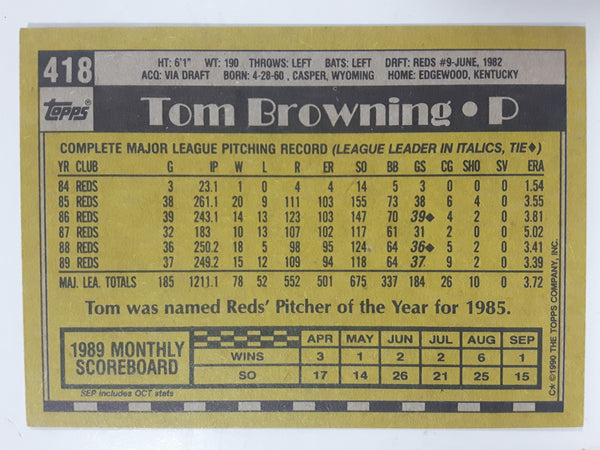 418
HT: 6'1" WT: 190 THROWS: LEFT BATS: LEFT DRFT: REDS #9-JUNE, 1982
ACQ: VIA DRAFT BORN: 4-28-60, CASPER, WYOMING HOME: EDGEWOOD, KENTUCKY
Topps®
Tom Browning • P
COMPLETE MAJOR LEAGUE PITCHING RECORD (LEAGUE LEADER IN ITALICS, TIE♦)
YR CLUB G IP W L R ER SO BB GS CG SHO SV ERA
84 REDS 3 23.1 1 0 4 4 14 5 3 0 0 0 1.54
85 REDS 38 261.1 20 9 111 103 155 73 38 6 4 0 3.55
86 REDS 39 243.1 14 13 123 103 147 70 39♦ 4 2 0 3.81
87 REDS 32 183 10 13 107 102 117 61 31 2 0 0 5.02
88 REDS 36 250.2 18 5 98 95 124 64 36♦ 5 2 0 3.41
89 REDS 37 249.2 15 12 109 94 118 64 37 9 2 0 3.39
MAJ. LEA. TOTALS 185 1211.1 78 52 552 501 675 337 184 26 10 0 3.72
Tom was named Reds' Pitcher of the Year for 1985.
1989 MONTHLY SCOREBOARD
APR MAY JUN JUL AUG SEP
WINS 3 1 2 2 6 1
SO 17 14 26 21 25 15
SEP includes OCT stats
C* ©1990 THE TOPPS COMPANY, INC.